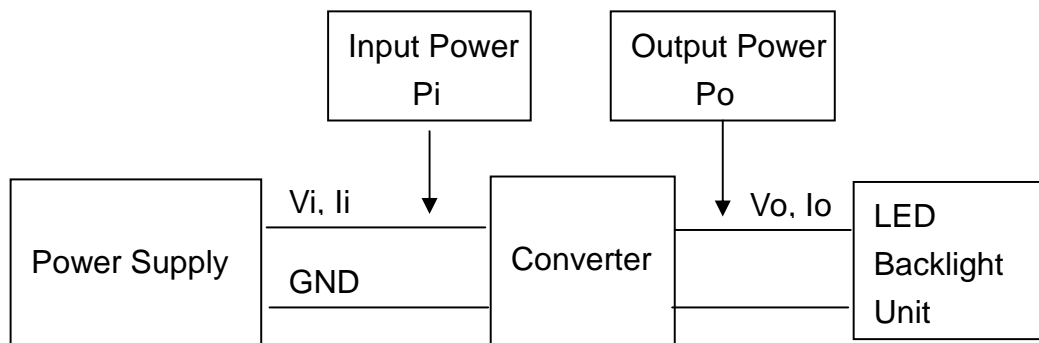 Input Power
Pi
Output Power
Po
Vi, Ii
Vo, Io
Power Supply
GND
Converter
LED
Backlight
Unit